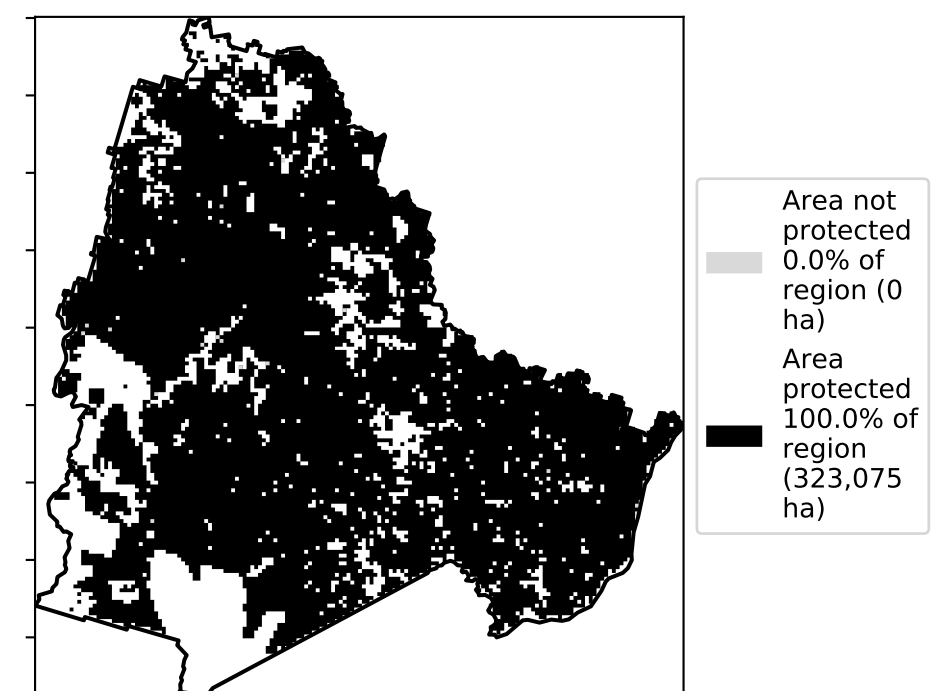 Area not
protected
0.0% of
region (0
ha)
Area
protected
100.0% of
region
(323,075
ha)